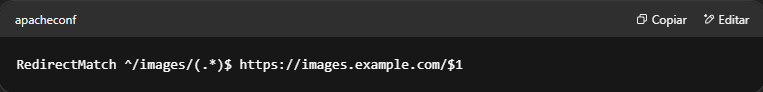 apacheconf
Copiar
Editar
RedirectMatch ^/images/(.*)$ https://images.example.com/$1